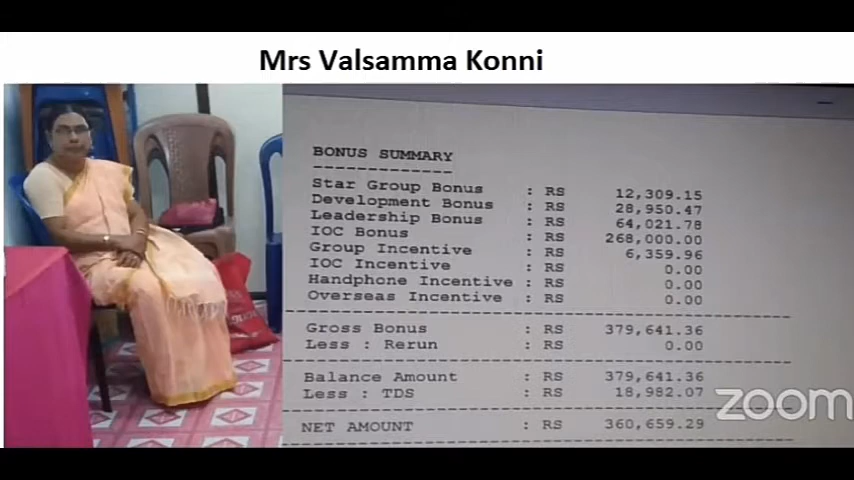 Mrs Valsamma Konni
BONUS SUMMARY
Star Group Bonus : RS 12,309.15
Development Bonus : RS 28,950.47
Leadership Bonus : RS 64,021.78
IOC Bonus : RS 268,000.00
Group Incentive : RS 6,359.96
IOC Incentive : RS 0.00
Handphone Incentive : RS 0.00
Overseas Incentive : RS 0.00
Gross Bonus : RS 379,641.36
Less : Rerun : RS 0.00
Balance Amount : RS 379,641.36
Less : TDS : RS 18,982.07
NET AMOUNT : RS 360,659.29
zoom